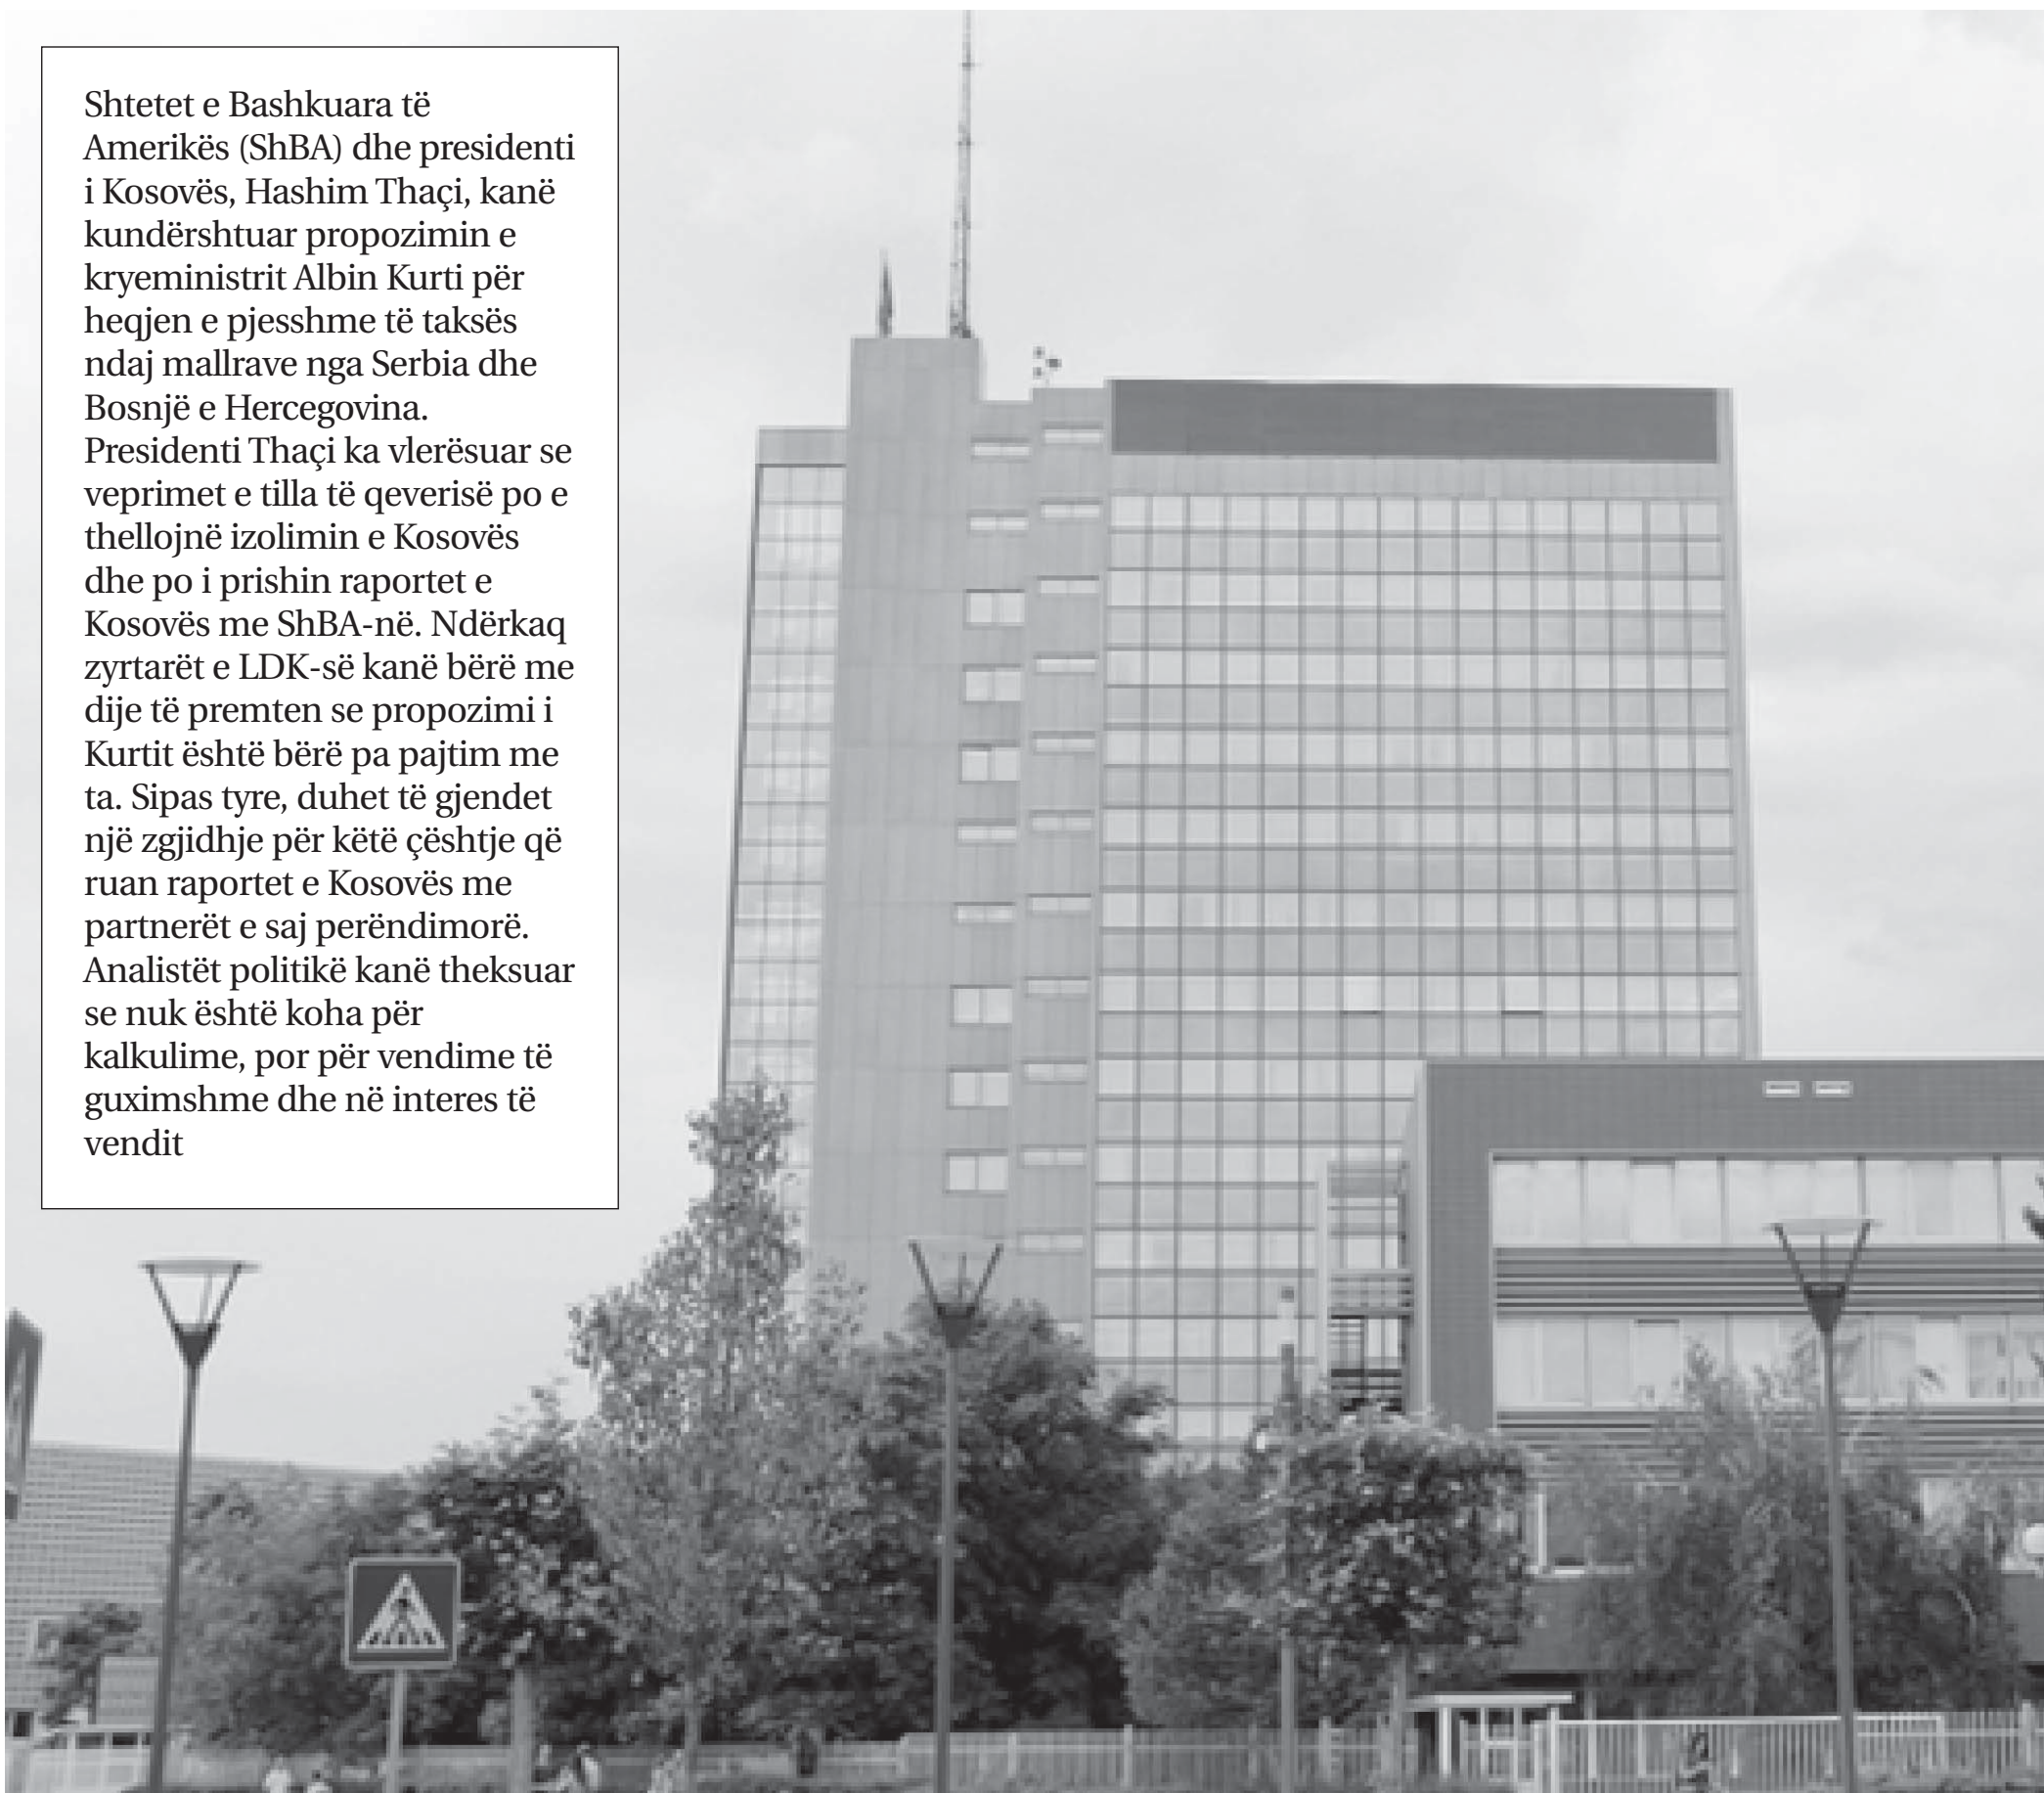 Shtetet e Bashkuara të
Amerikës (ShBA) dhe presidenti
i Kosovës, Hashim Thaçi, kanë
kundërshtuar propozimin e
kryeministrit Albin Kurti për
heqjen e pjesshme të taksës
ndaj mallrave nga Serbia dhe
Bosnjë e Hercegovina.
Presidenti Thaçi ka vlerësuar se
veprimet e tilla të qeverisë po e
thellojnë izolimin e Kosovës
dhe po i prishin raportet e
Kosovës me ShBA-në. Ndërkaq
zyrtarët e LDK-së kanë bërë me
dije të premten se propozimi i
Kurtit është bërë pa pajtim me
ta. Sipas tyre, duhet të gjendet
një zgjidhje për këtë çështje që
ruan raportet e Kosovës me
partnerët e saj perëndimorë.
Analistët politikë kanë theksuar
se nuk është koha për
kalkulime, por për vendime të
guximshme dhe në interes të
vendit